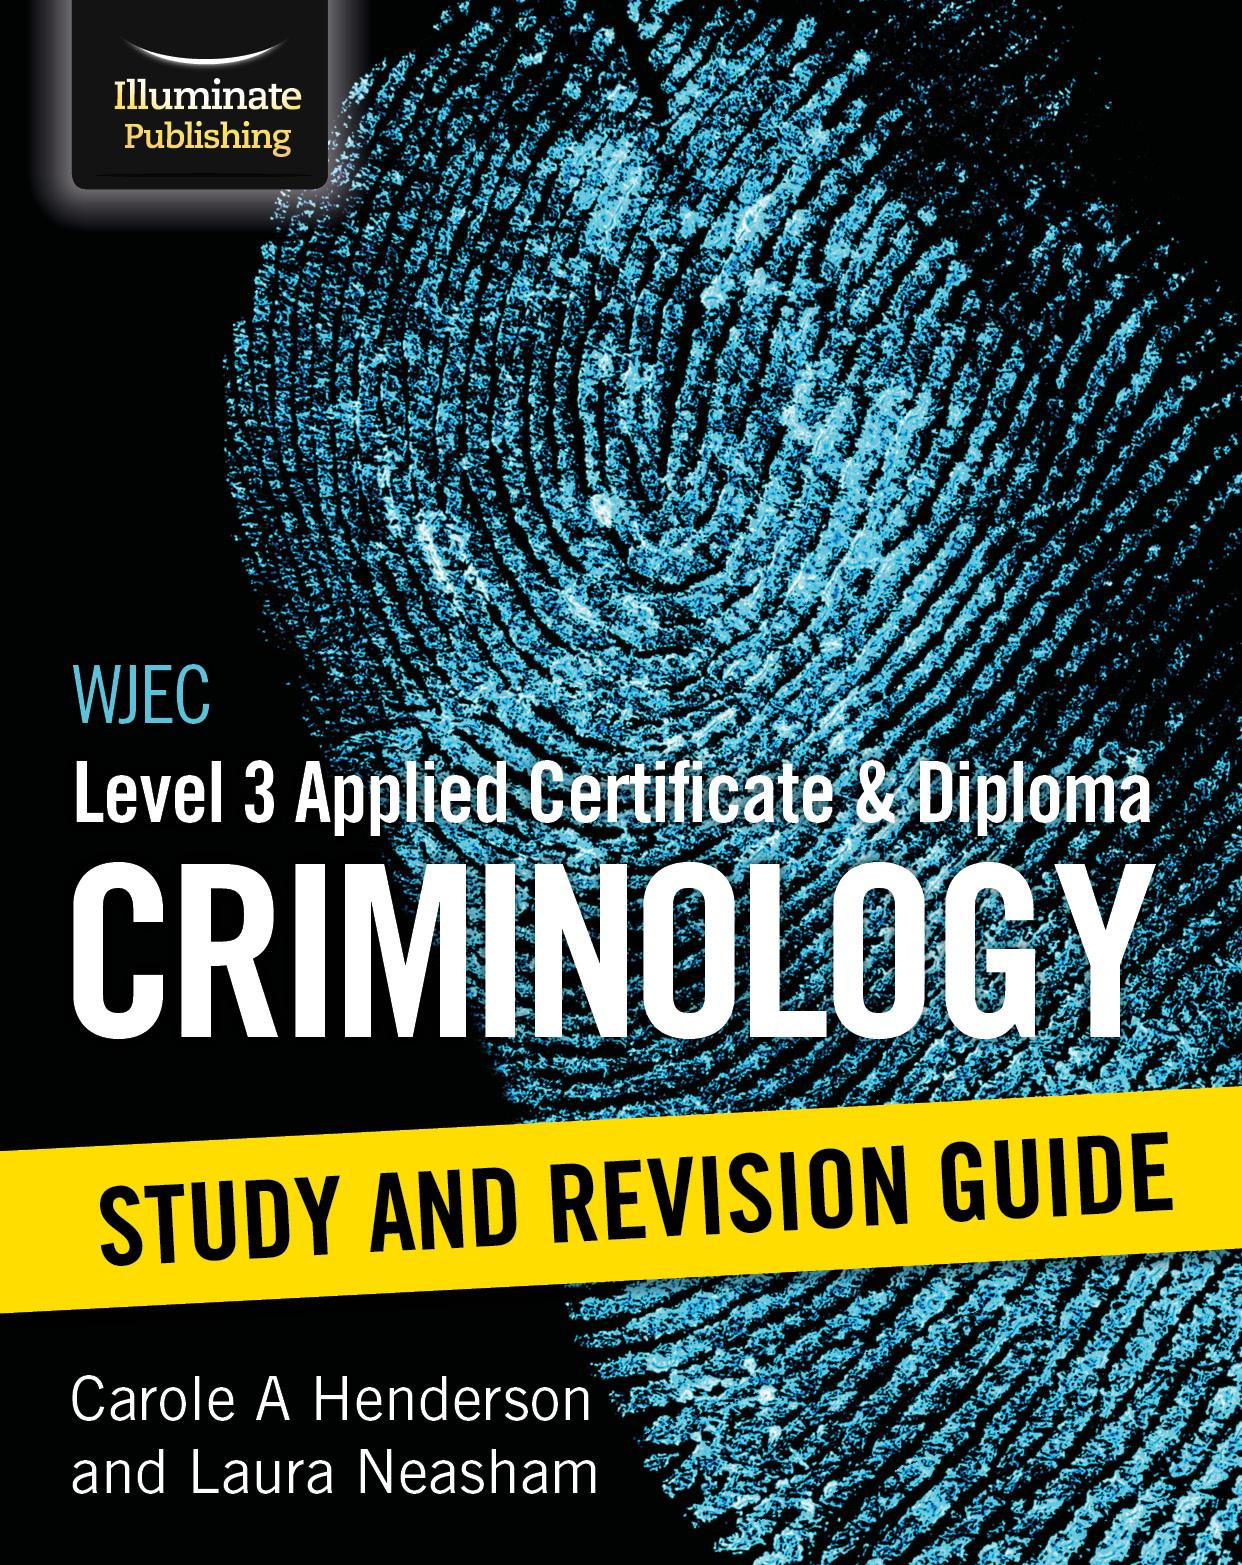 Illuminate
Publishing
WJEC
Level 3 Applied Certificate & Diploma
CRIMINOLOGY
STUDY AND REVISION GUIDE
Carole A Henderson
and Laura Neasham